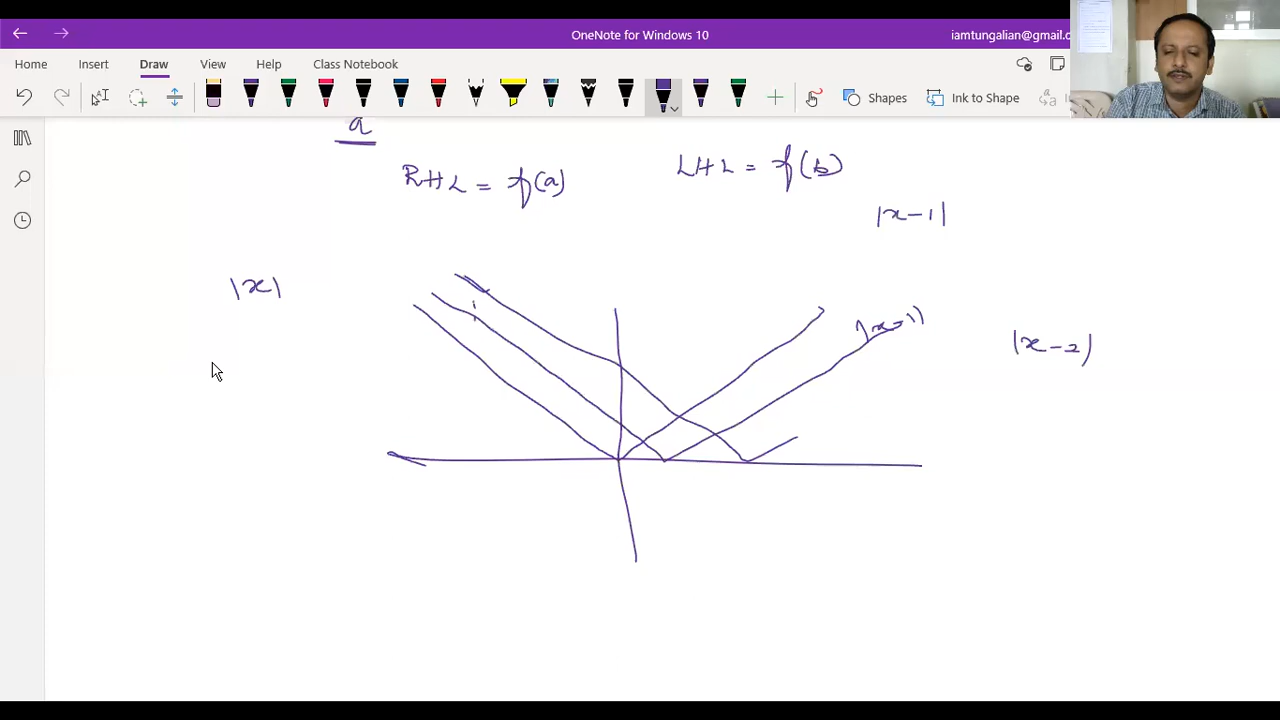 OneNote for Windows 10
iamtungalian@gmail.co
Home Insert Draw View Help Class Notebook
Shapes Ink to Shape
a
RHL = f(a) LHL = f(b)
|x-1|
|x|
|x-1|
|x-2|